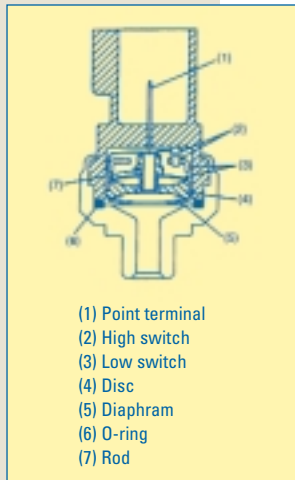 (1)
(2)
(3)
(7)
(4)
(6)
(5)
(1) Point terminal
(2) High switch
(3) Low switch
(4) Disc
(5) Diaphram
(6) O-ring
(7) Rod